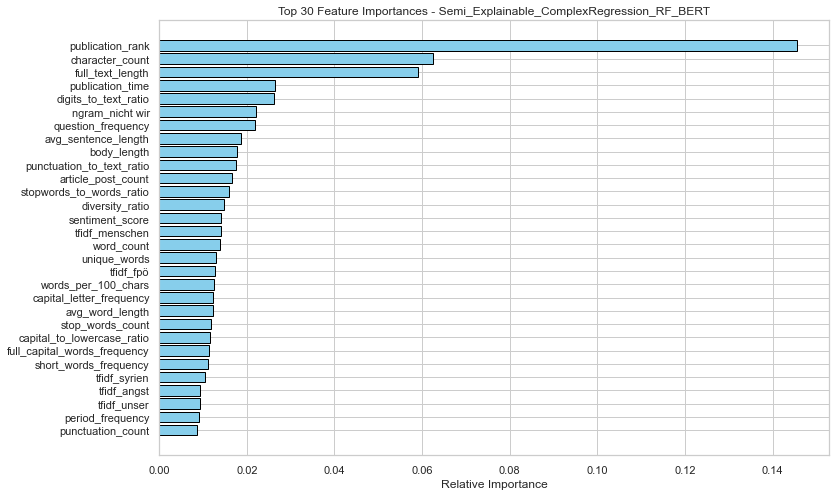 Top 30 Feature Importances - Semi_Explainable_ComplexRegression_RF_BERT
publication_rank
character_count
full_text_length
publication_time
digits_to_text_ratio
ngram_nicht wir
question_frequency
avg_sentence_length
body_length
punctuation_to_text_ratio
article_post_count
stopwords_to_words_ratio
diversity_ratio
sentiment_score
tfidf_menschen
word_count
unique_words
tfidf_fpö
words_per_100_chars
capital_letter_frequency
avg_word_length
stop_words_count
capital_to_lowercase_ratio
full_capital_words_frequency
short_words_frequency
tfidf_syrien
tfidf_angst
tfidf_unser
period_frequency
punctuation_count
0.00 0.02 0.04 0.06 0.08 0.10 0.12 0.14
Relative Importance